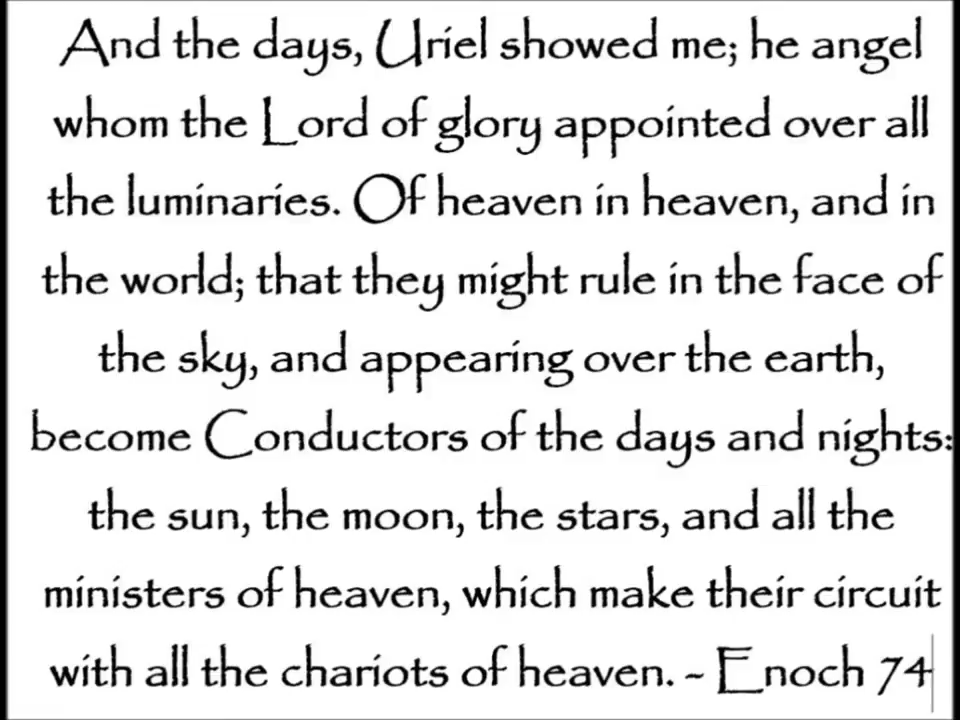 And the days, Uriel showed me; he angel
whom the Lord of glory appointed over all
the luminaries. Of heaven in heaven, and in
the world; that they might rule in the face of
the sky, and appearing over the earth,
become Conductors of the days and nights:
the sun, the moon, the stars, and all the
ministers of heaven, which make their circuit
with all the chariots of heaven. ~ Enoch 74